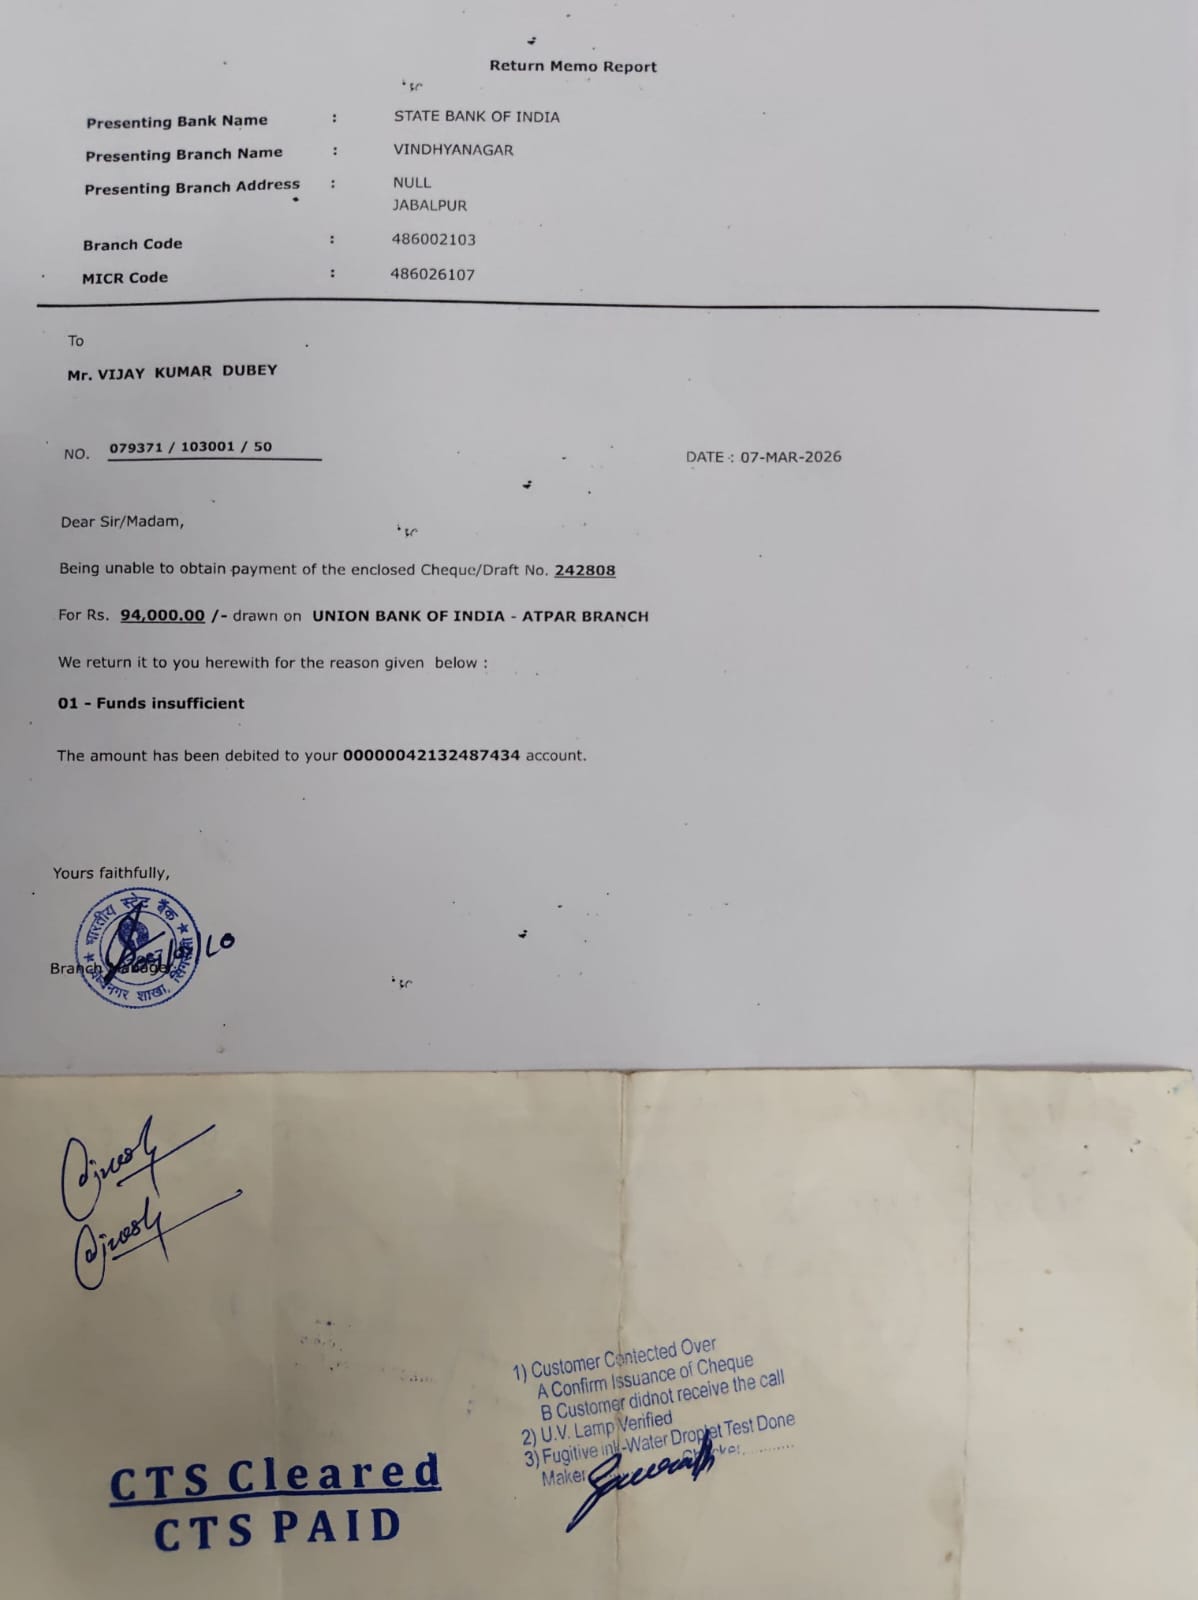 Return Memo Report
Presenting Bank Name : STATE BANK OF INDIA
Presenting Branch Name : VINDHYANAGAR
Presenting Branch Address : NULL
JABALPUR
Branch Code : 486002103
MICR Code : 486026107
To
Mr. VIJAY KUMAR DUBEY
NO. 079371 / 103001 / 50
DATE : 07-MAR-2026
Dear Sir/Madam,
Being unable to obtain payment of the enclosed Cheque/Draft No. 242808
For Rs. 94,000.00 /- drawn on UNION BANK OF INDIA - ATPAR BRANCH
We return it to you herewith for the reason given below :
01 - Funds insufficient
The amount has been debited to your 00000042132487434 account.
Yours faithfully,
भारतीय स्टेट बैंक
Branch Manager
शाखा,
1) Customer Contected Over
A Confirm Issuance of Cheque
B Customer didnot receive the call
2) U.V. Lamp Verified
3) Fugitive ink-Water Droplet Test Done
Maker
CTS Cleared
CTS PAID